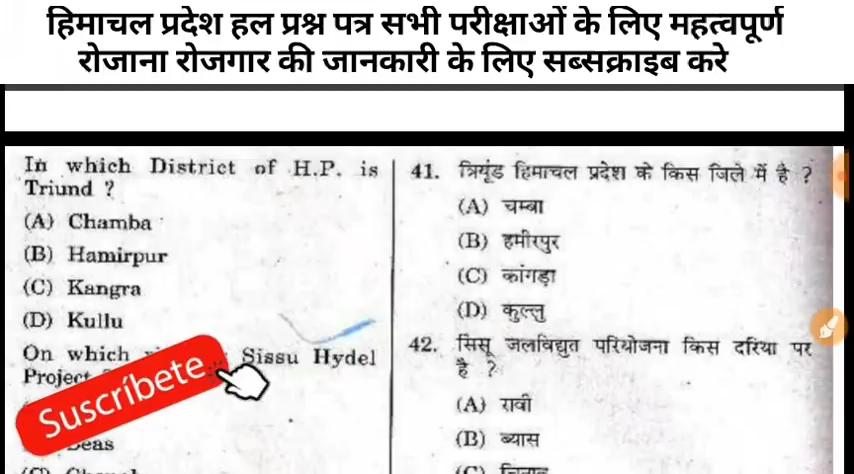 हिमाचल प्रदेश हल प्रश्न पत्र सभी परीक्षाओं के लिए महत्वपूर्ण
रोजाना रोजगार की जानकारी के लिए सब्सक्राइब करे
In which District of H.P. is
Triund ?
(A) Chamba
(B) Hamirpur
(C) Kangra
(D) Kullu
On which Sissu Hydel
Project
Suscríbete
Beas
41. त्रियूंड हिमाचल प्रदेश के किस जिले में है ?
(A) चम्बा
(B) हमीरपुर
(C) कांगड़ा
(D) कुल्लु
42. सिसू जलविद्युत परियोजना किस दरिया पर
है ?
(A) रावी
(B) ब्यास
(C)